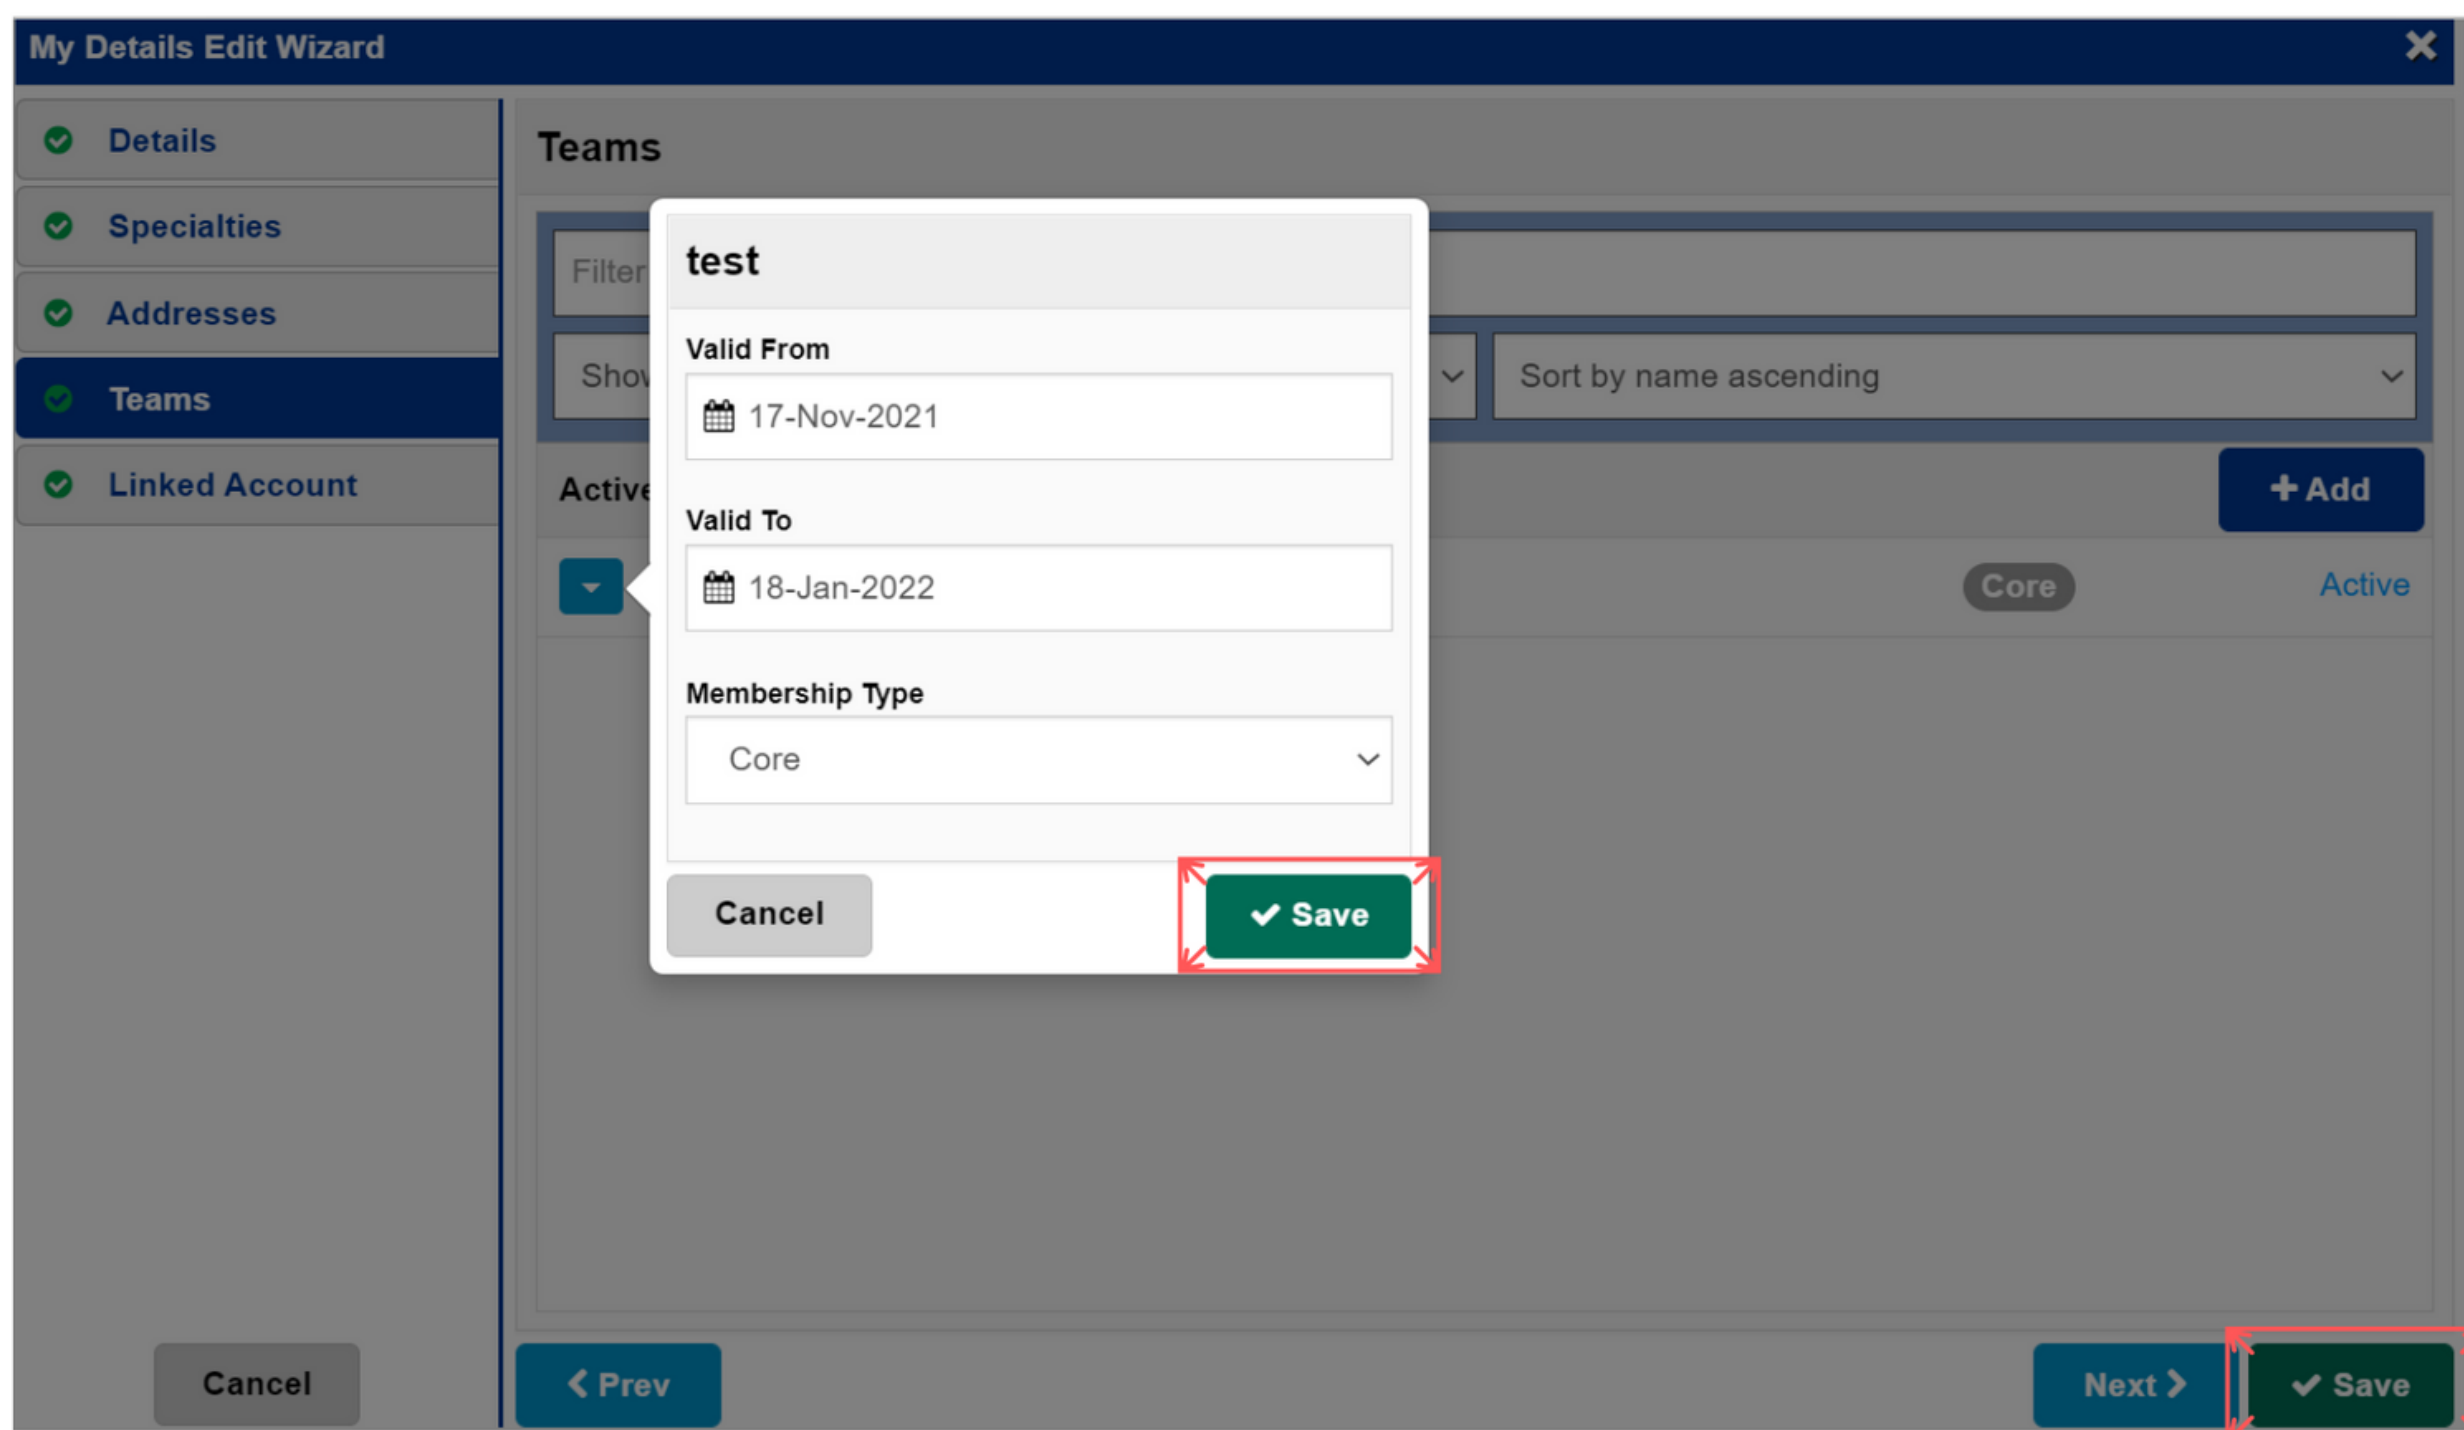 My Details Edit Wizard
Details
Specialties
Addresses
Teams
Linked Account
Cancel
Teams
Filter
Sort by name ascending
Active
+ Add
Core
Active
test
Valid From
17-Nov-2021
Valid To
18-Jan-2022
Membership Type
Core
Cancel
Save
Prev
Next
Save